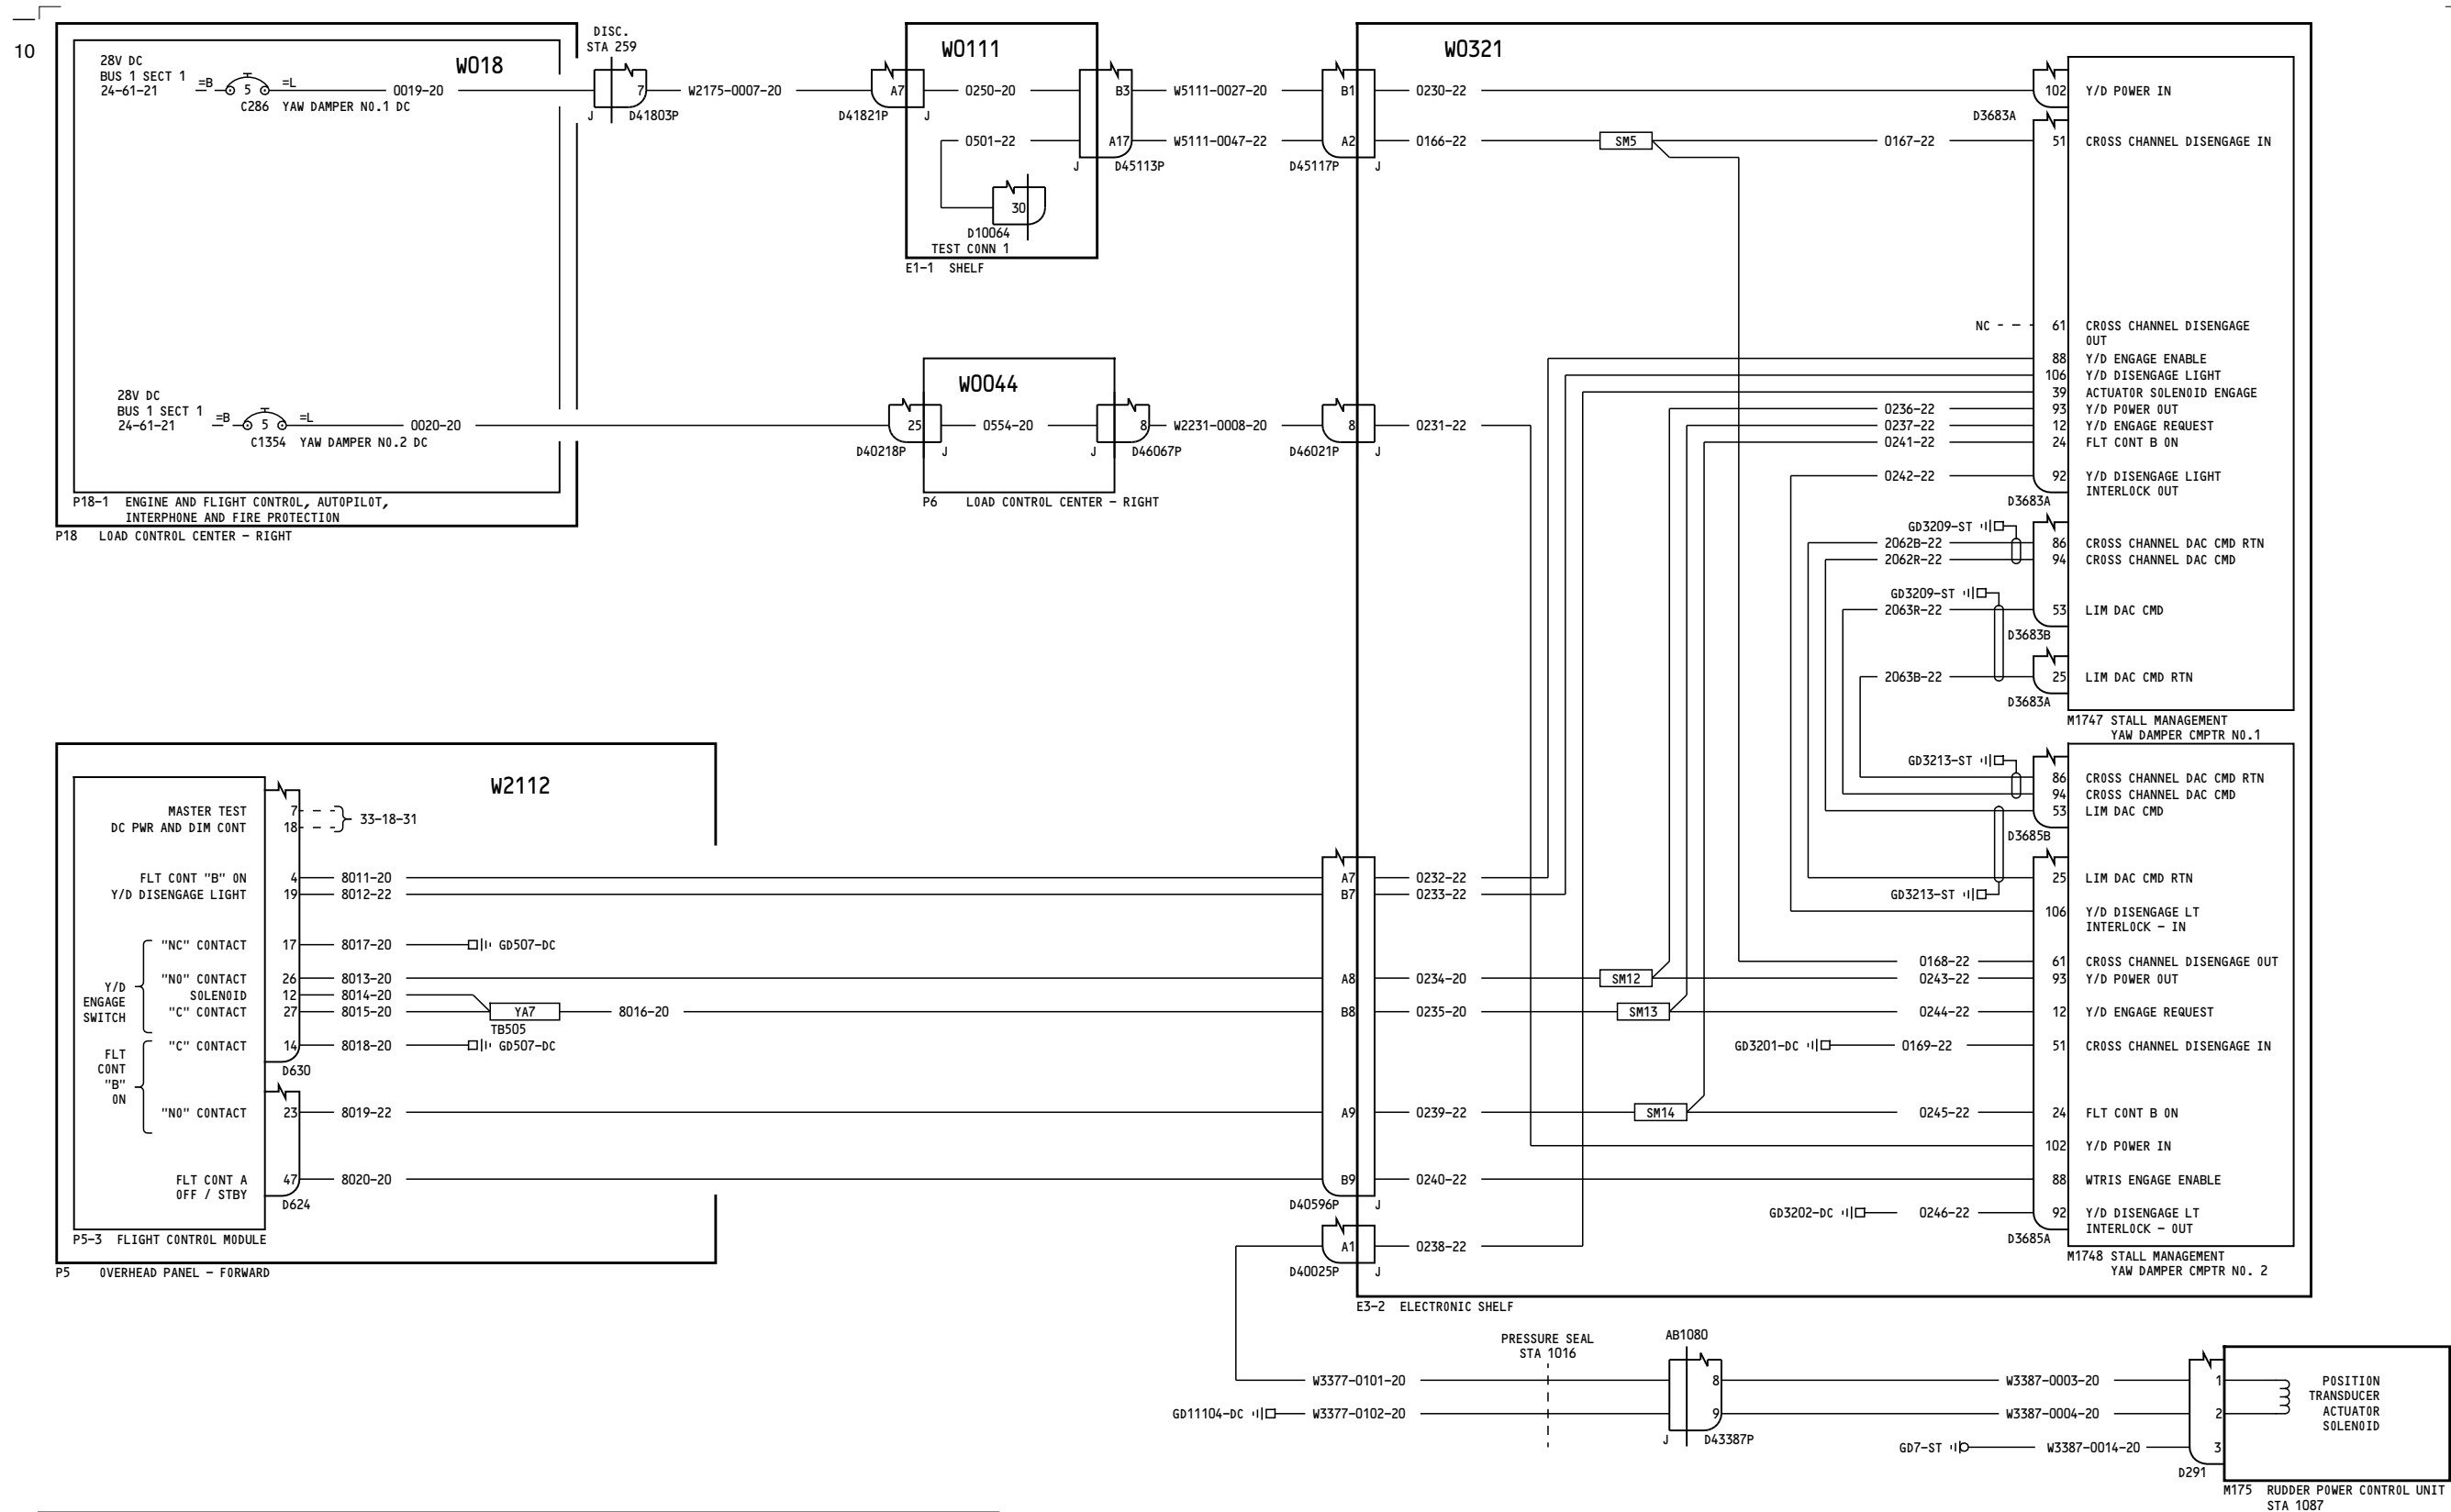 10
28V DC
BUS 1 SECT 1
24-61-21
=B
5
=L
C286 YAW DAMPER NO.1 DC
W018
0019-20
DISC.
STA 259
7
J
D41803P
W2175-0007-20
A7
D41821P
J
W0111
0250-20
0501-22
B3
A17
J
D45113P
30
D10064
TEST CONN 1
E1-1 SHELF
W5111-0027-20
W5111-0047-22
B1
A2
D45117P
J
W0321
0230-22
0166-22
SM5
0167-22
102
Y/D POWER IN
D3683A
51
CROSS CHANNEL DISENGAGE IN
28V DC
BUS 1 SECT 1
24-61-21
=B
5
=L
C1354 YAW DAMPER NO.2 DC
0020-20
P18-1 ENGINE AND FLIGHT CONTROL, AUTOPILOT,
INTERPHONE AND FIRE PROTECTION
P18 LOAD CONTROL CENTER - RIGHT
25
D40218P
J
W0044
0554-20
8
J
D46067P
P6 LOAD CONTROL CENTER - RIGHT
W2231-0008-20
8
D46021P
J
0231-22
NC
61
CROSS CHANNEL DISENGAGE
OUT
88
Y/D ENGAGE ENABLE
106
Y/D DISENGAGE LIGHT
39
ACTUATOR SOLENOID ENGAGE
0236-22
93
Y/D POWER OUT
0237-22
12
Y/D ENGAGE REQUEST
0241-22
24
FLT CONT B ON
0242-22
92
Y/D DISENGAGE LIGHT
INTERLOCK OUT
D3683A
GD3209-ST
2062B-22
86
CROSS CHANNEL DAC CMD RTN
2062R-22
94
CROSS CHANNEL DAC CMD
GD3209-ST
2063R-22
53
LIM DAC CMD
D3683B
2063B-22
25
LIM DAC CMD RTN
D3683A
M1747 STALL MANAGEMENT
YAW DAMPER CMPTR NO.1
W2112
MASTER TEST
7
DC PWR AND DIM CONT
18
33-18-31
FLT CONT "B" ON
4
8011-20
Y/D DISENGAGE LIGHT
19
8012-22
Y/D
ENGAGE
SWITCH
"NC" CONTACT
17
8017-20
GD507-DC
"NO" CONTACT
26
8013-20
SOLENOID
12
8014-20
"C" CONTACT
27
8015-20
YA7
TB505
8016-20
FLT
CONT
"B"
ON
"C" CONTACT
14
8018-20
GD507-DC
D630
"NO" CONTACT
23
8019-22
FLT CONT A
OFF / STBY
47
8020-20
D624
P5-3 FLIGHT CONTROL MODULE
P5 OVERHEAD PANEL - FORWARD
A7
0232-22
B7
0233-22
A8
0234-20
SM12
B8
0235-20
SM13
A9
0239-22
SM14
B9
0240-22
D40596P
J
A1
0238-22
D40025P
J
GD3213-ST
86
CROSS CHANNEL DAC CMD RTN
94
CROSS CHANNEL DAC CMD
53
LIM DAC CMD
D3685B
25
LIM DAC CMD RTN
GD3213-ST
106
Y/D DISENGAGE LT
INTERLOCK - IN
0168-22
61
CROSS CHANNEL DISENGAGE OUT
0243-22
93
Y/D POWER OUT
0244-22
12
Y/D ENGAGE REQUEST
GD3201-DC
0169-22
51
CROSS CHANNEL DISENGAGE IN
0245-22
24
FLT CONT B ON
102
Y/D POWER IN
88
WTRIS ENGAGE ENABLE
GD3202-DC
0246-22
92
Y/D DISENGAGE LT
INTERLOCK - OUT
D3685A
M1748 STALL MANAGEMENT
YAW DAMPER CMPTR NO. 2
E3-2 ELECTRONIC SHELF
PRESSURE SEAL
STA 1016
AB1080
W3377-0101-20
8
GD11104-DC
W3377-0102-20
9
J
D43387P
W3387-0003-20
1
W3387-0004-20
2
GD7-ST
W3387-0014-20
3
D291
POSITION
TRANSDUCER
ACTUATOR
SOLENOID
M175 RUDDER POWER CONTROL UNIT
STA 1087